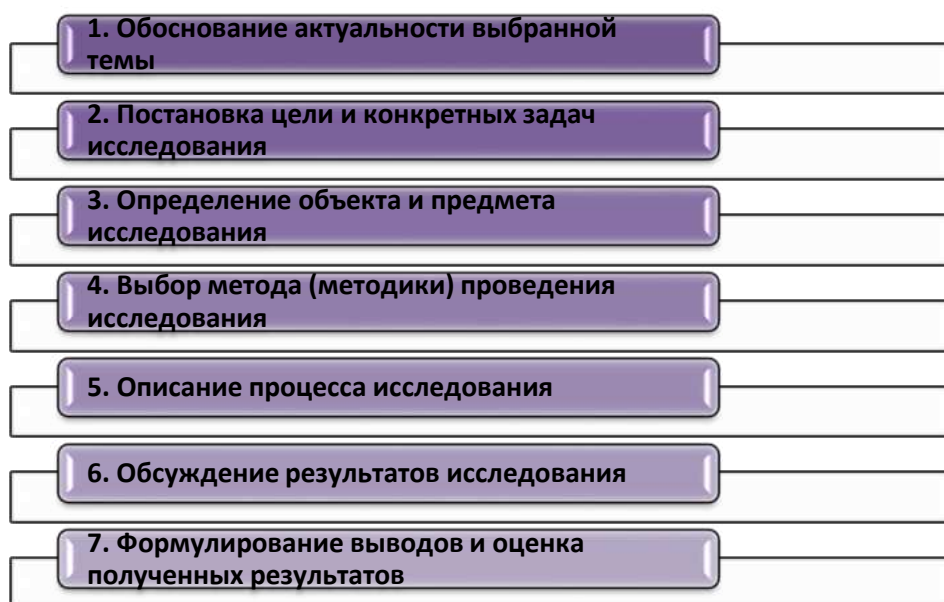 1. Обоснование актуальности выбранной
темы
2. Постановка цели и конкретных задач
исследования
3. Определение объекта и предмета
исследования
4. Выбор метода (методики) проведения
исследования
5. Описание процесса исследования
6. Обсуждение результатов исследования
7. Формулирование выводов и оценка
полученных результатов